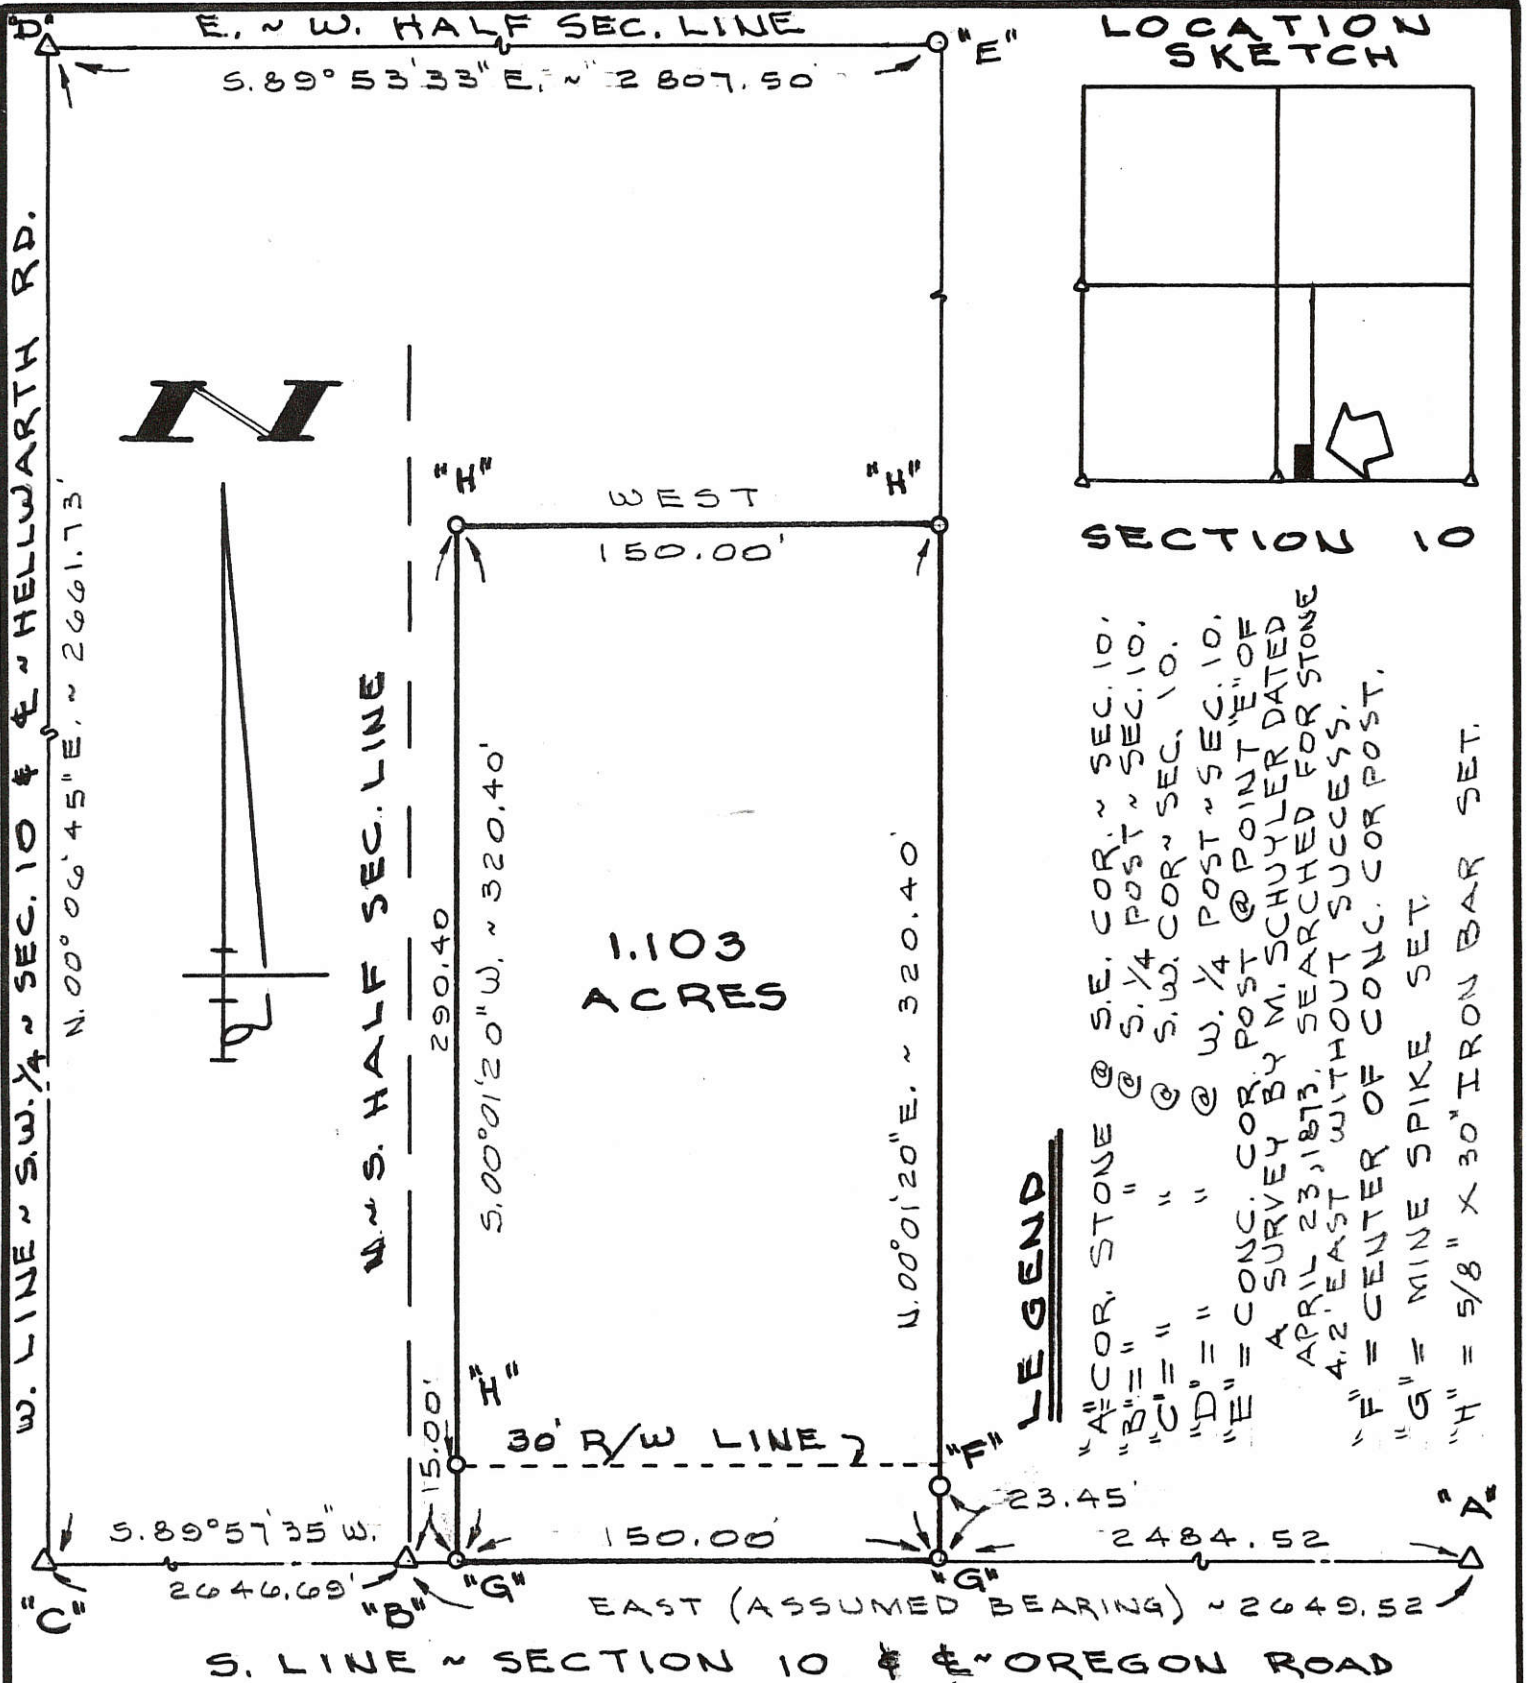 "D"
E. ~ W. HALF SEC. LINE
"E"
S.89° 53' 33" E. ~ 2807.50'
LOCATION
SKETCH
SECTION 10
W. LINE ~ S.W. 1/4 ~ SEC. 10 & ℄ ~ HELLWARTH RD.
N.00° 06' 45" E. ~ 2661.73'
N
N. ~ S. HALF SEC. LINE
"H"
"H"
WEST
150.00'
290.40
S.00°01'20" W. ~ 320.40'
1.103
ACRES
N.00°01'20" E. ~ 320.40'
"H"
15.00'
30' R/W LINE
"F"
23.45'
S.89°57'35" W.
150.00'
2484.52
"A"
"C"
2646.69'
"B"
"G"
"G"
EAST (ASSUMED BEARING) ~ 2649.52
S. LINE ~ SECTION 10 & ℄ ~ OREGON ROAD
LEGEND
"A"= COR. STONE @ S.E. COR. ~ SEC. 10.
"B"= " " @ S. 1/4 POST ~ SEC. 10.
"C"= " " @ S.W. COR ~ SEC. 10.
"D"= " " @ W. 1/4 POST ~ SEC. 10.
"E"= CONC. COR. POST @ POINT "E" OF
A SURVEY BY M. SCHUYLER DATED
APRIL 23, 1873. SEARCHED FOR STONE
4.2' EAST WITHOUT SUCCESS.
"F"= CENTER OF CONC. COR POST.
"G"= MINE SPIKE SET.
"H"= 5/8" X 30" IRON BAR SET.